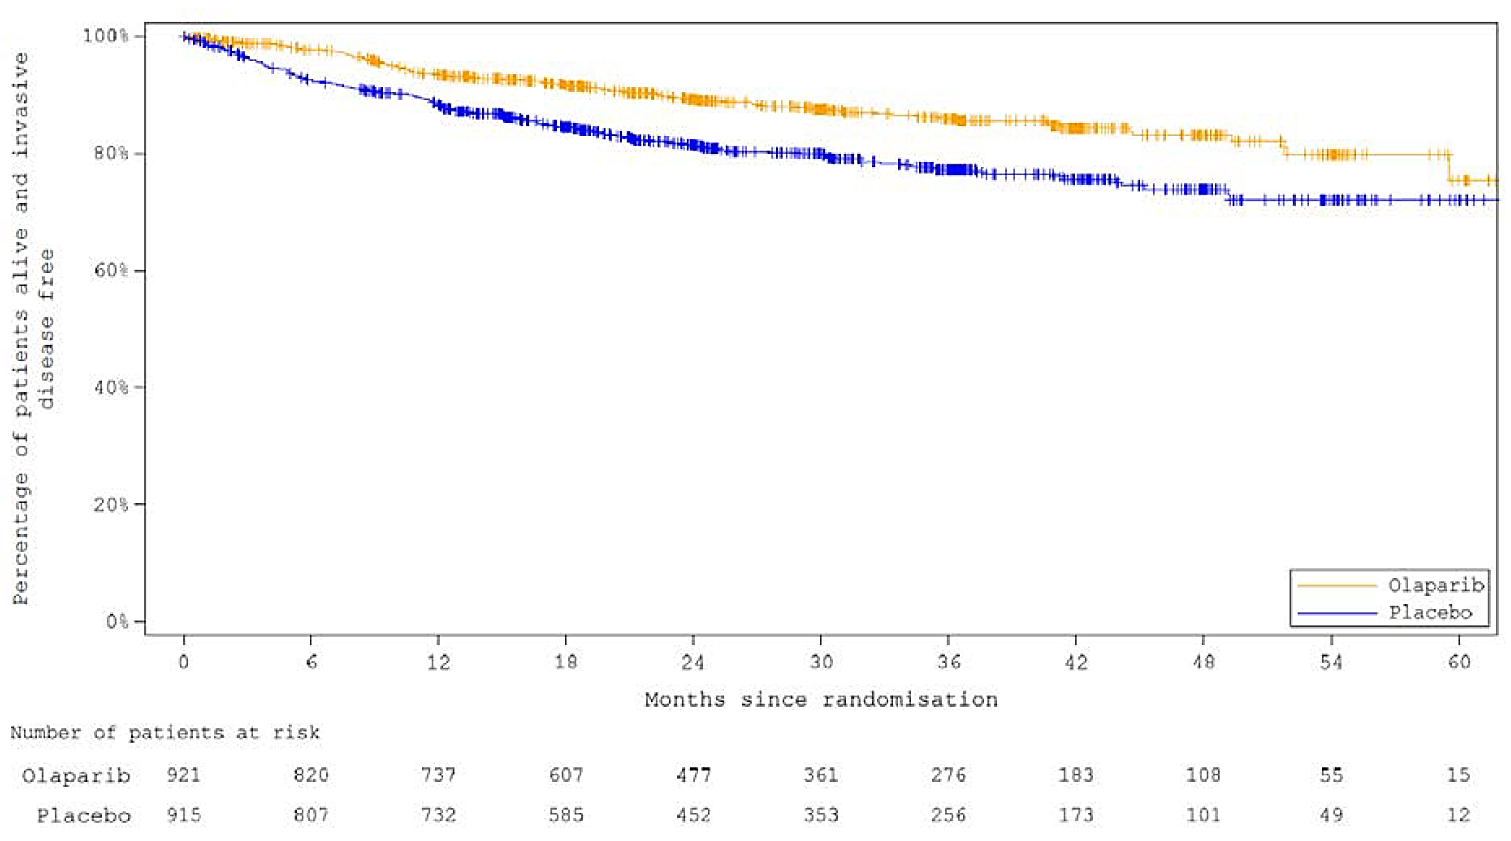 Percentage of patients alive and invasive
disease free
100%
80%
60%
40%
20%
0%
Olaparib
Placebo
0 6 12 18 24 30 36 42 48 54 60
Months since randomisation
Number of patients at risk
Olaparib 921 820 737 607 477 361 276 183 108 55 15
Placebo 915 807 732 585 452 353 256 173 101 49 12